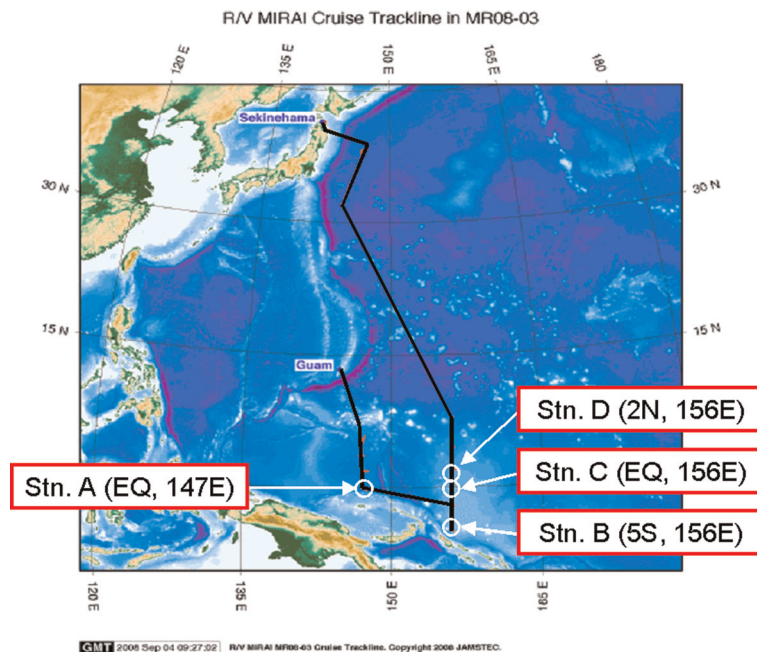 R/V MIRAI Cruise Trackline in MR08-03
120 E
135 E
150 E
165 E
180
Sekinehama
30 N
30 N
15 N
15 N
Guam
Stn. D (2N, 156E)
Stn. A (EQ, 147E)
Stn. C (EQ, 156E)
Stn. B (5S, 156E)
120 E
135 E
150 E
165 E
GMT 2008 Sep 04 09:27:02 R/V MIRAI MR08-03 Cruise Trackline. Copyright 2008 JAMSTEC.